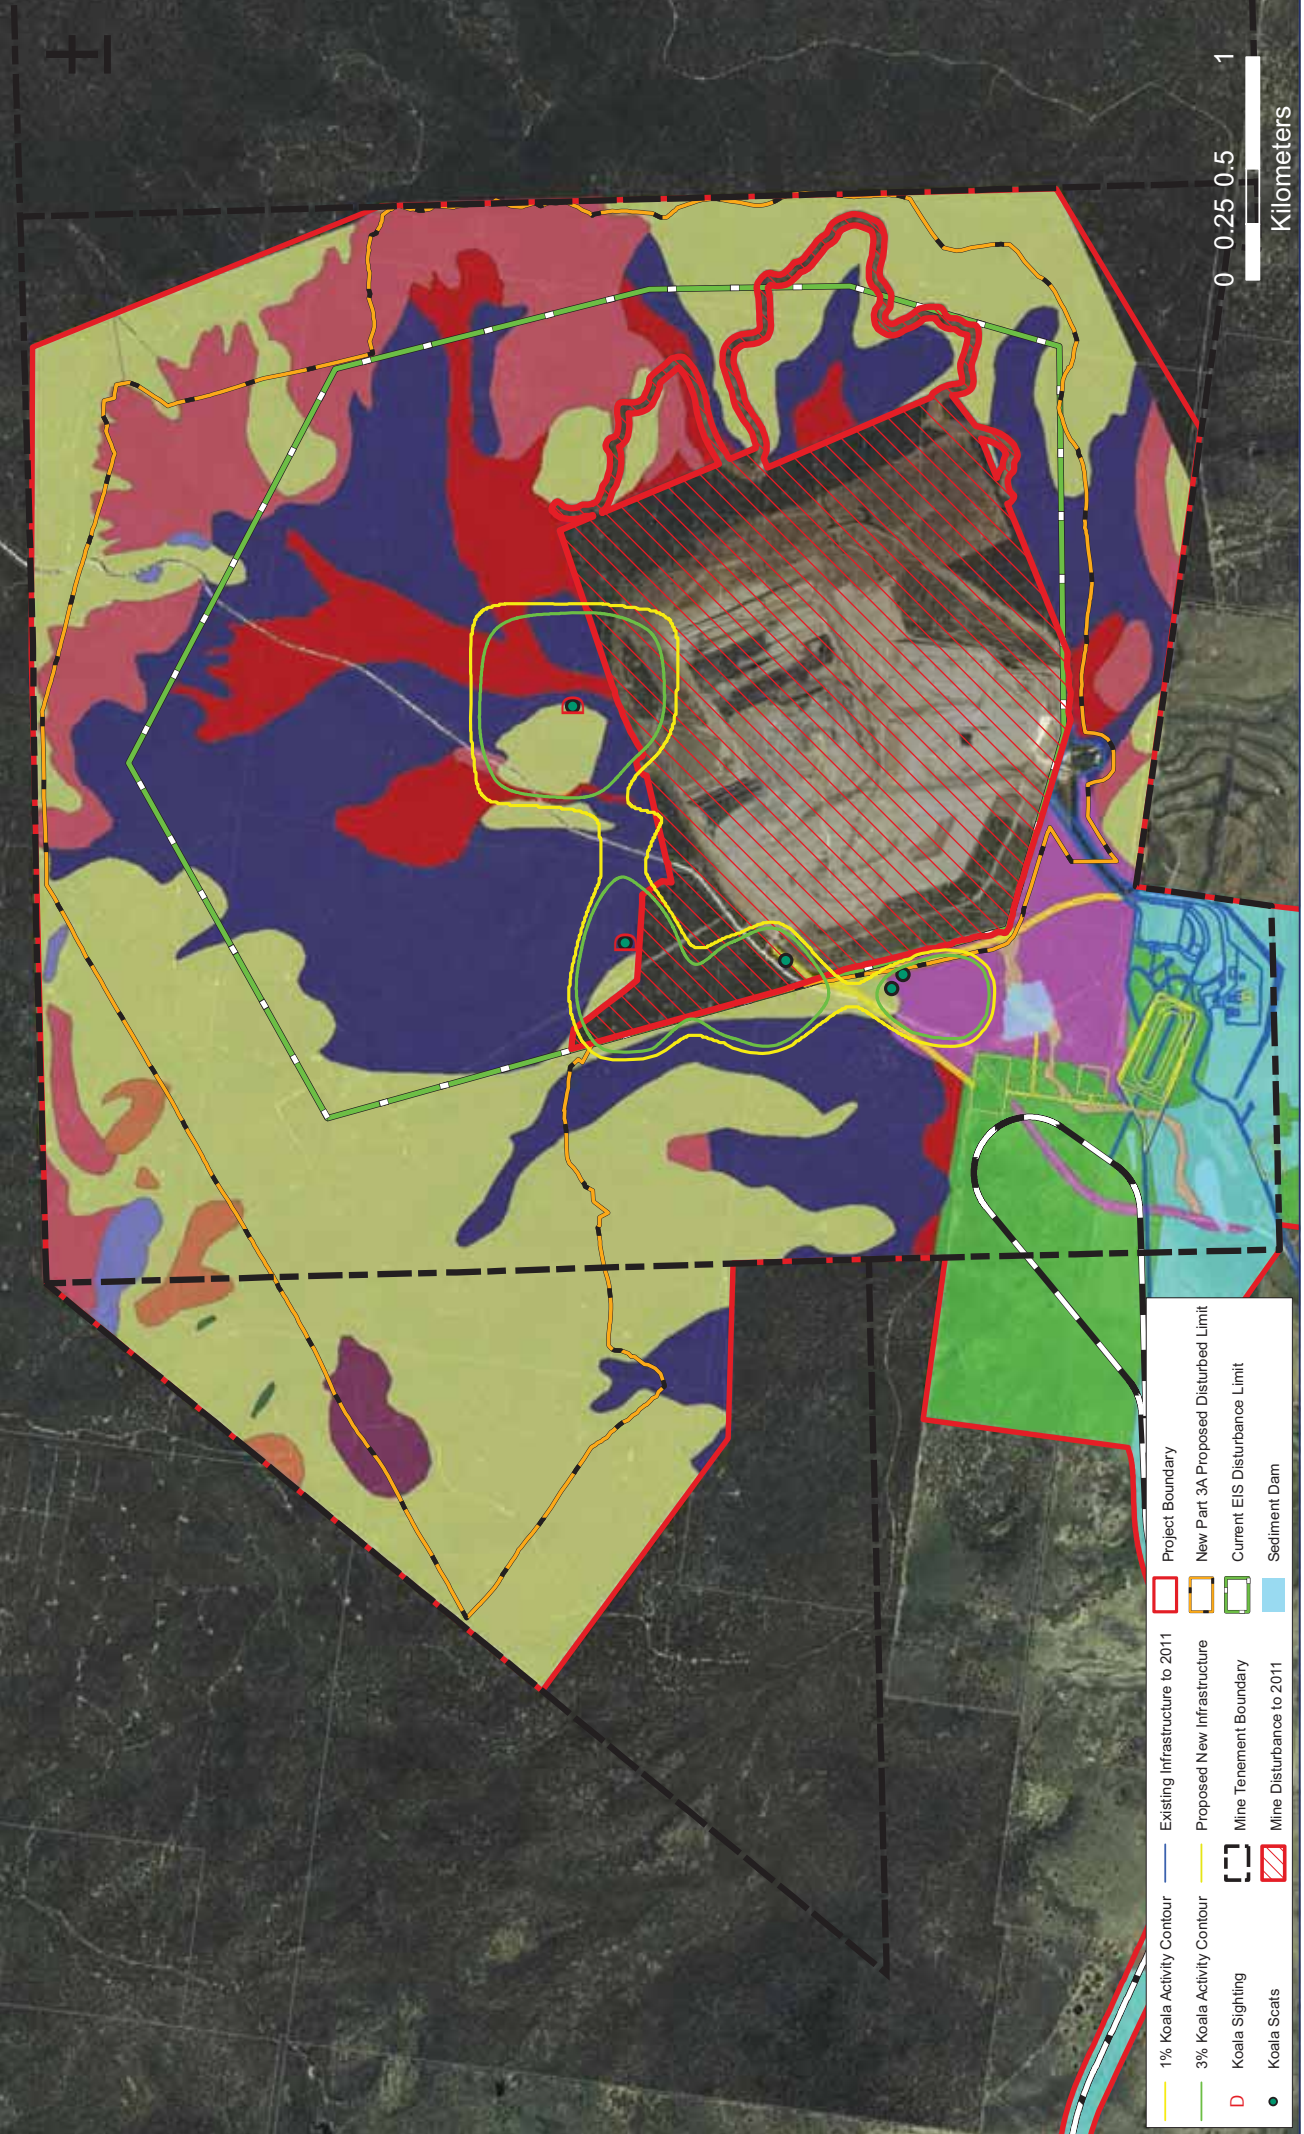 0 0.25 0.5 1
Kilometers
1% Koala Activity Contour
3% Koala Activity Contour
D Koala Sighting
Koala Scats
Existing Infrastructure to 2011
Proposed New Infrastructure
Mine Tenement Boundary
Mine Disturbance to 2011
Project Boundary
New Part 3A Proposed Disturbed Limit
Current EIS Disturbance Limit
Sediment Dam